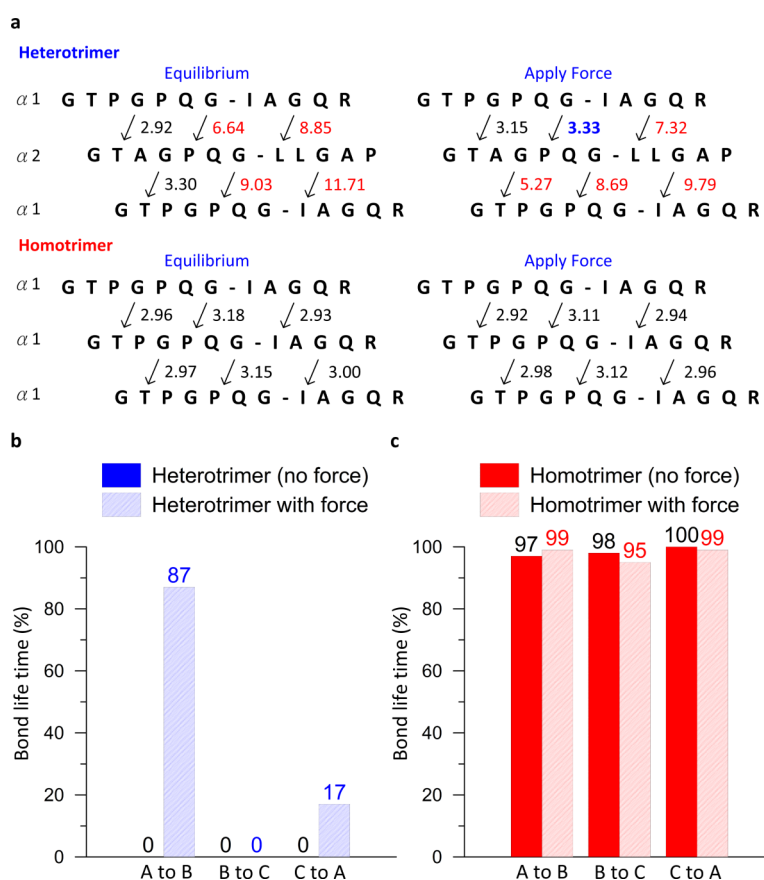 a
Heterotrimer
Equilibrium Apply Force
α1 G T P G P Q G - I A G Q R G T P G P Q G - I A G Q R
2.92 6.64 8.85 3.15 3.33 7.32
α2 G T A G P Q G - L L G A P G T A G P Q G - L L G A P
3.30 9.03 11.71 5.27 8.69 9.79
α1 G T P G P Q G - I A G Q R G T P G P Q G - I A G Q R
Homotrimer
Equilibrium Apply Force
α1 G T P G P Q G - I A G Q R G T P G P Q G - I A G Q R
2.96 3.18 2.93 2.92 3.11 2.94
α1 G T P G P Q G - I A G Q R G T P G P Q G - I A G Q R
2.97 3.15 3.00 2.98 3.12 2.96
α1 G T P G P Q G - I A G Q R G T P G P Q G - I A G Q R
b
Heterotrimer (no force)
Heterotrimer with force
Bond life time (%)
100
80
60
40
20
0
0 87
0 0
0 17
A to B B to C C to A
c
Homotrimer (no force)
Homotrimer with force
Bond life time (%)
100
80
60
40
20
0
97 99
98 95
100 99
A to B B to C C to A